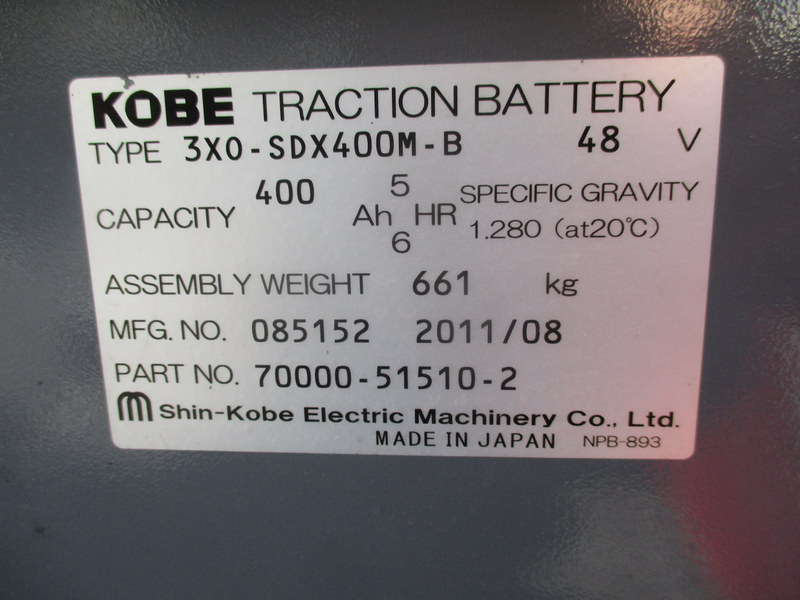 KOBE TRACTION BATTERY
TYPE 3X0-SDX400M-B 48 V
CAPACITY 400 Ah 5 6 HR SPECIFIC GRAVITY
1.280 (at20℃)
ASSEMBLY WEIGHT 661 kg
MFG. NO. 085152 2011/08
PART NO. 70000-51510-2
Shin-Kobe Electric Machinery Co., Ltd.
MADE IN JAPAN NPB-893